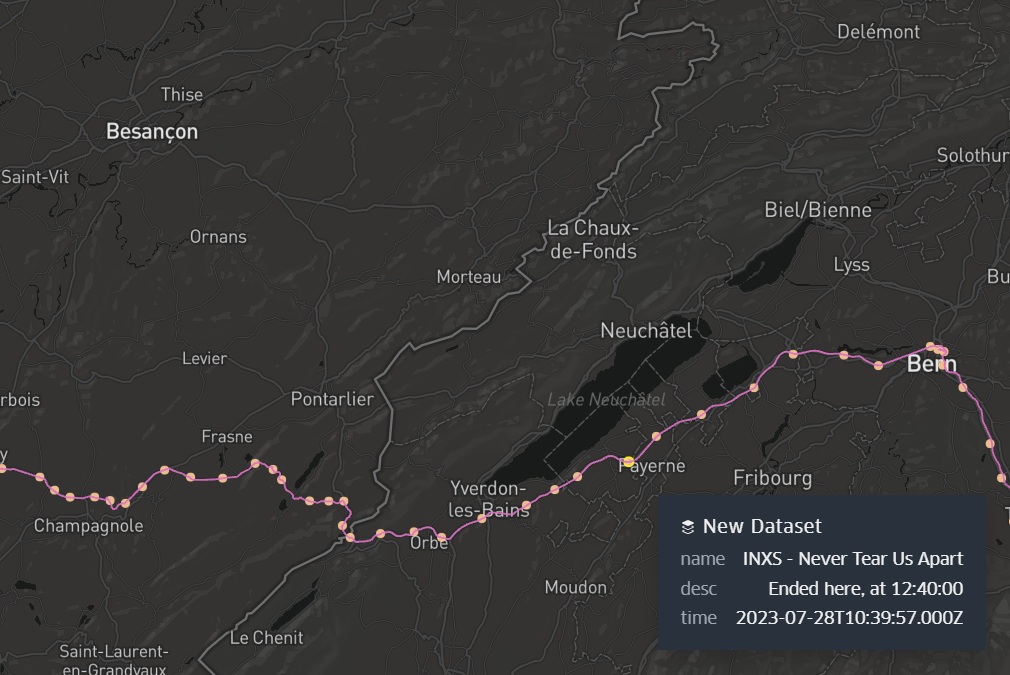 Delémont
Thise
Besançon
Solothur
Saint-Vit
Biel/Bienne
La Chaux-
de-Fonds
Ornans
Lyss
Morteau
Bu
Neuchâtel
Levier
Bern
rbois
Pontarlier
Lake Neuchâtel
Frasne
y
Payerne
Fribourg
Yverdon-
les-Bains
Champagnole
Orbe
T
New Dataset
name INXS - Never Tear Us Apart
desc Ended here, at 12:40:00
time 2023-07-28T10:39:57.000Z
Moudon
Le Chenit
Saint-Laurent-
en-Grandvaux